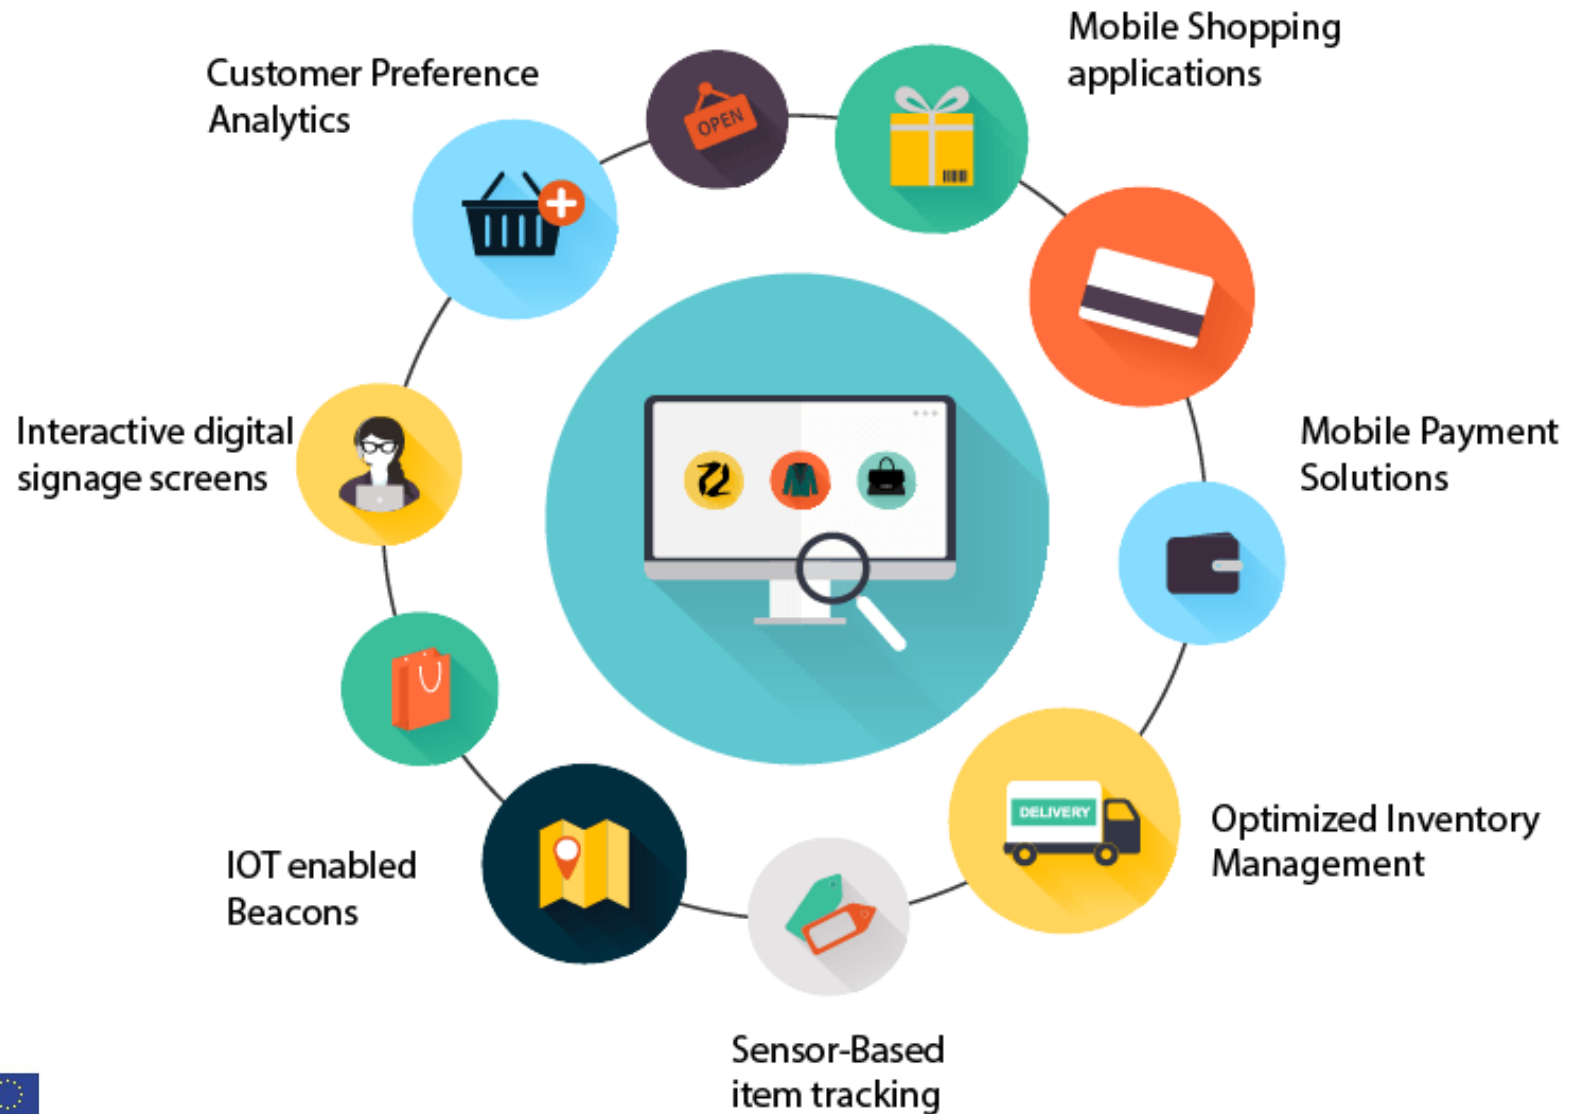 Mobile Shopping
applications
Customer Preference
Analytics
OPEN
Interactive digital
signage screens
Mobile Payment
Solutions
DELIVERY
Optimized Inventory
Management
IOT enabled
Beacons
Sensor-Based
item tracking